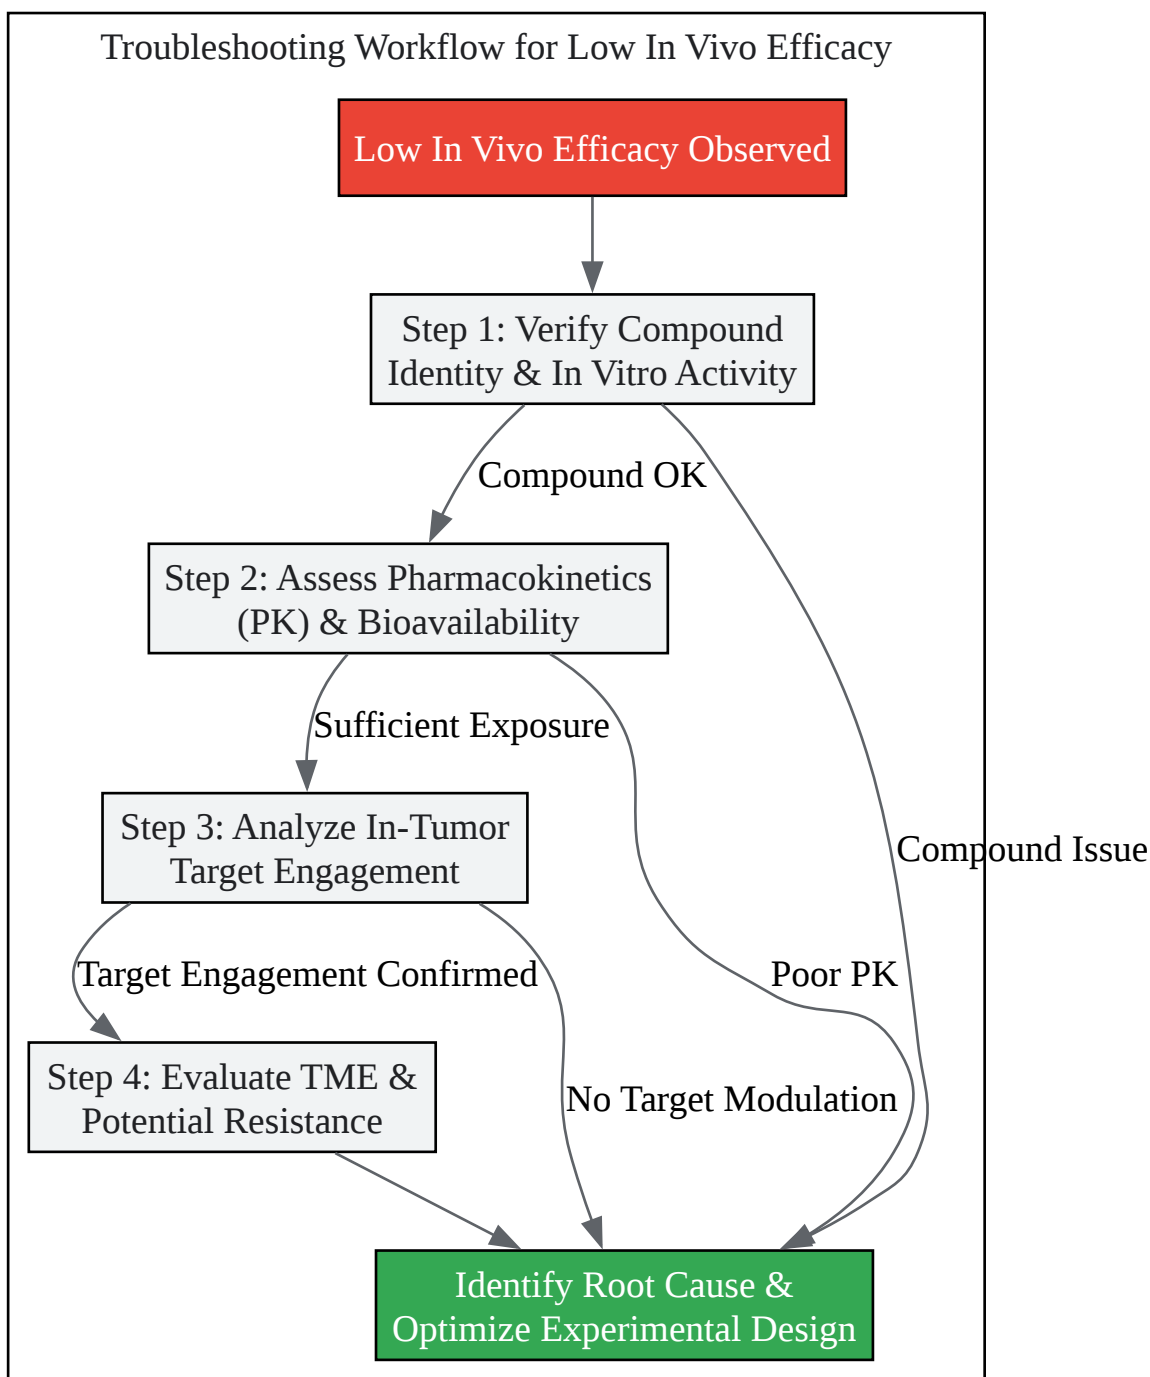 Troubleshooting Workflow for Low In Vivo Efficacy
Low In Vivo Efficacy Observed
Step 1: Verify Compound
Identity & In Vitro Activity
Compound OK
Step 2: Assess Pharmacokinetics
(PK) & Bioavailability
Sufficient Exposure
Step 3: Analyze In-Tumor
Target Engagement
Compound Issue
Target Engagement Confirmed
Poor PK
Step 4: Evaluate TME &
Potential Resistance
No Target Modulation
Identify Root Cause &
Optimize Experimental Design